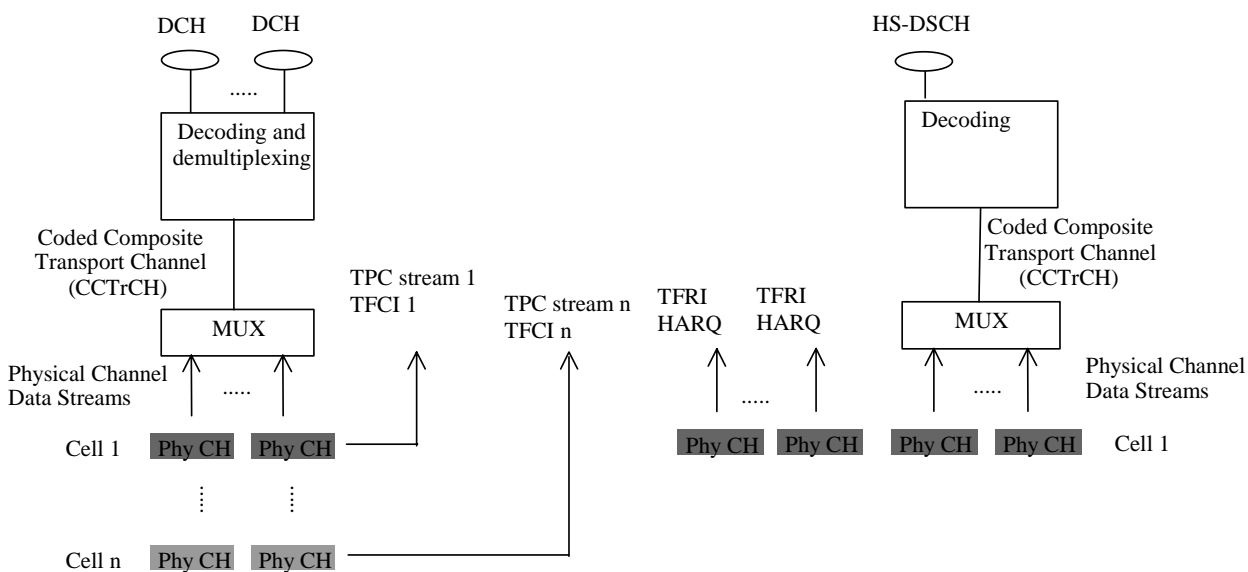 DCH
DCH
.....
Decoding and
demultiplexing
Coded Composite
Transport Channel
(CCTrCH)
MUX
Physical Channel
Data Streams
.....
Cell 1
Phy CH
Phy CH
......
......
Cell n
Phy CH
Phy CH
TPC stream 1
TFCI 1
TPC stream n
TFCI n
HS-DSCH
Decoding
Coded Composite
Transport Channel
(CCTrCH)
MUX
TFRI
HARQ
TFRI
HARQ
.....
.....
Physical Channel
Data Streams
Phy CH
Phy CH
Phy CH
Phy CH
Cell 1